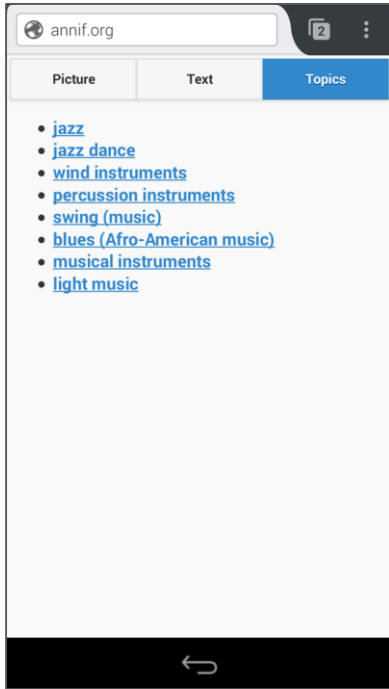 annif.org
2
Picture Text Topics
jazz
jazz dance
wind instruments
percussion instruments
swing (music)
blues (Afro-American music)
musical instruments
light music